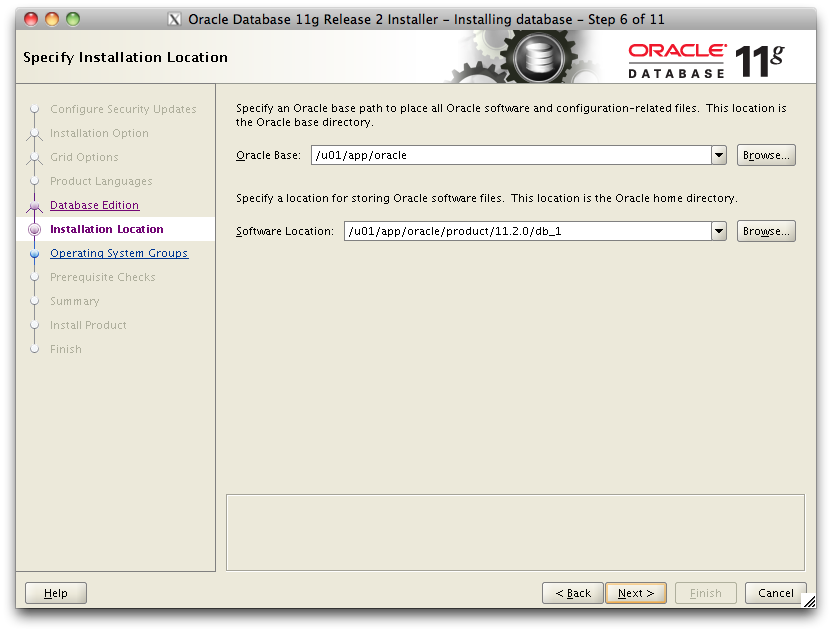 Oracle Database 11g Release 2 Installer - Installing database - Step 6 of 11
Specify Installation Location
ORACLE
DATABASE
11g
Configure Security Updates
Installation Option
Grid Options
Product Languages
Database Edition
Installation Location
Operating System Groups
Prerequisite Checks
Summary
Install Product
Finish
Specify an Oracle base path to place all Oracle software and configuration-related files. This location is
the Oracle base directory.
Oracle Base: /u01/app/oracle Browse...
Specify a location for storing Oracle software files. This location is the Oracle home directory.
Software Location: /u01/app/oracle/product/11.2.0/db_1 Browse...
Help < Back Next > Finish Cancel